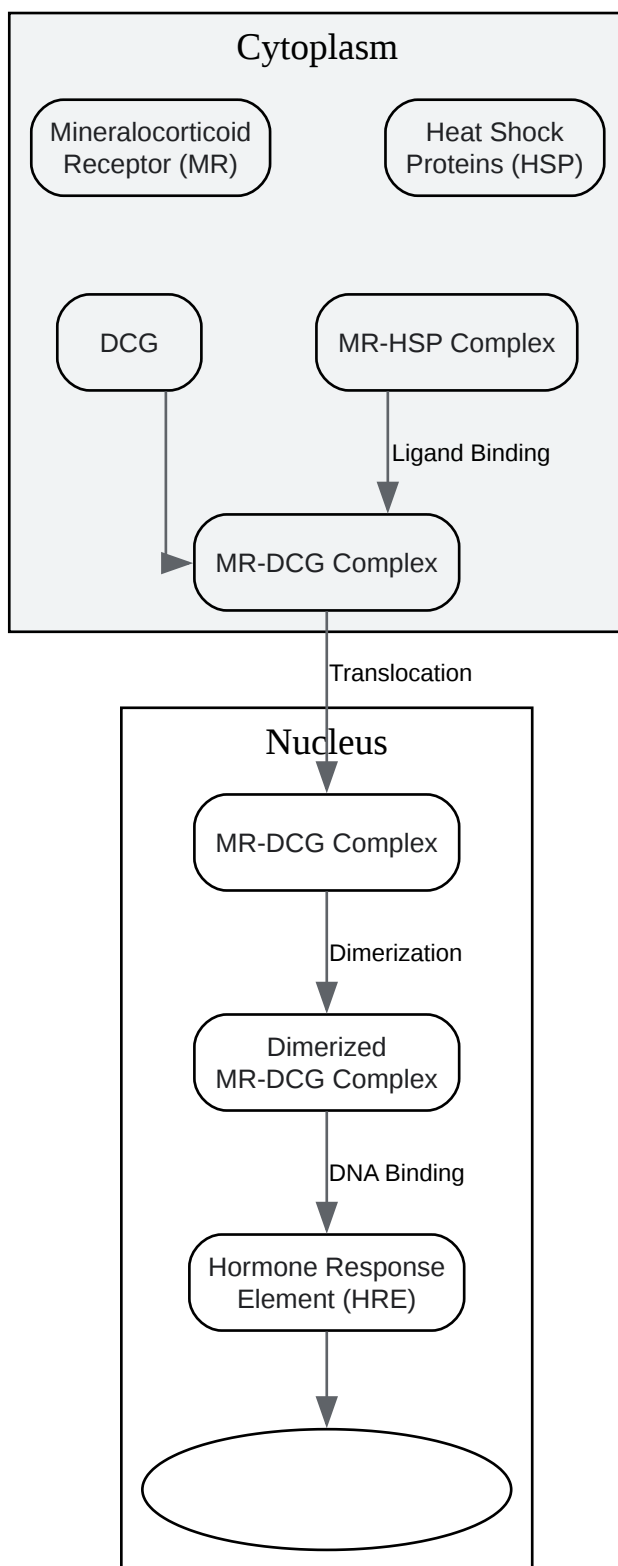 Cytoplasm
Mineralocorticoid
Receptor (MR)
Heat Shock
Proteins (HSP)
DCG
MR-HSP Complex
Ligand Binding
MR-DCG Complex
Translocation
Nucleus
MR-DCG Complex
Dimerization
Dimerized
MR-DCG Complex
DNA Binding
Hormone Response
Element (HRE)